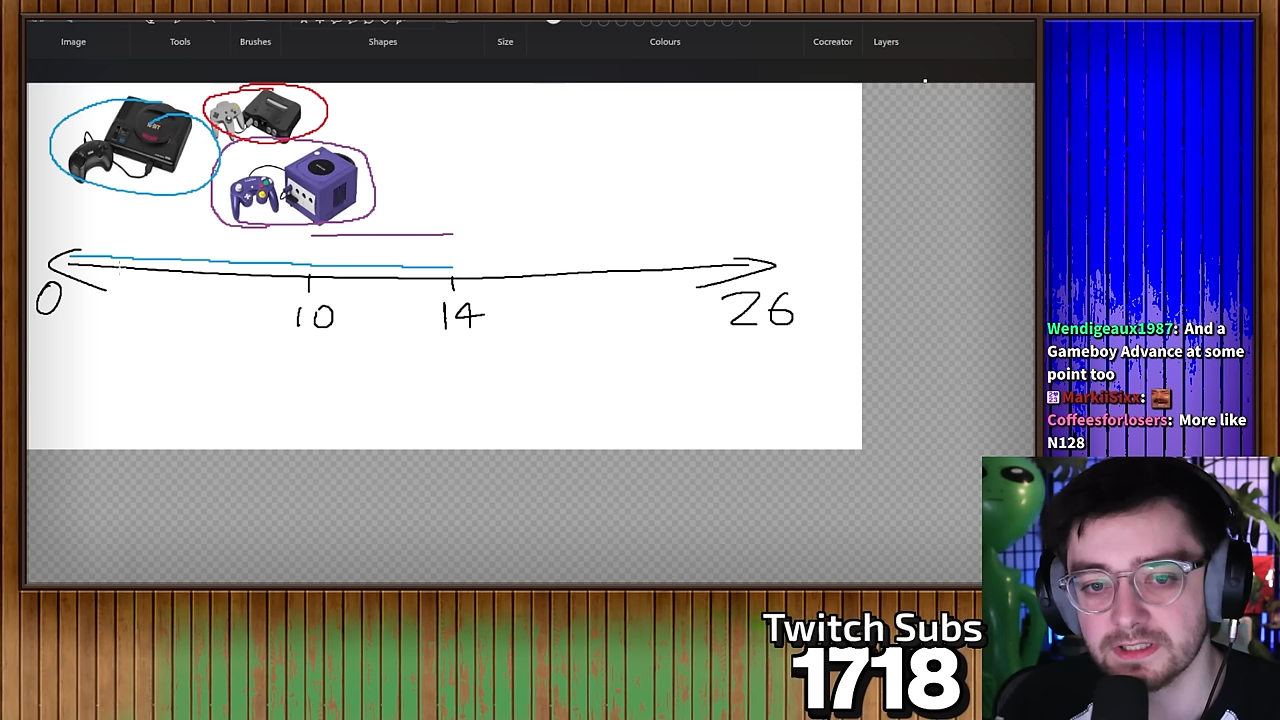 Image Tools Brushes Shapes Size Colours Cocreator Layers
0 10 14 26
Wendigeaux1987: And a
Gameboy Advance at some
point too
MarkIISixx:
Coffeesforlosers: More like
N128
Twitch Subs
1718